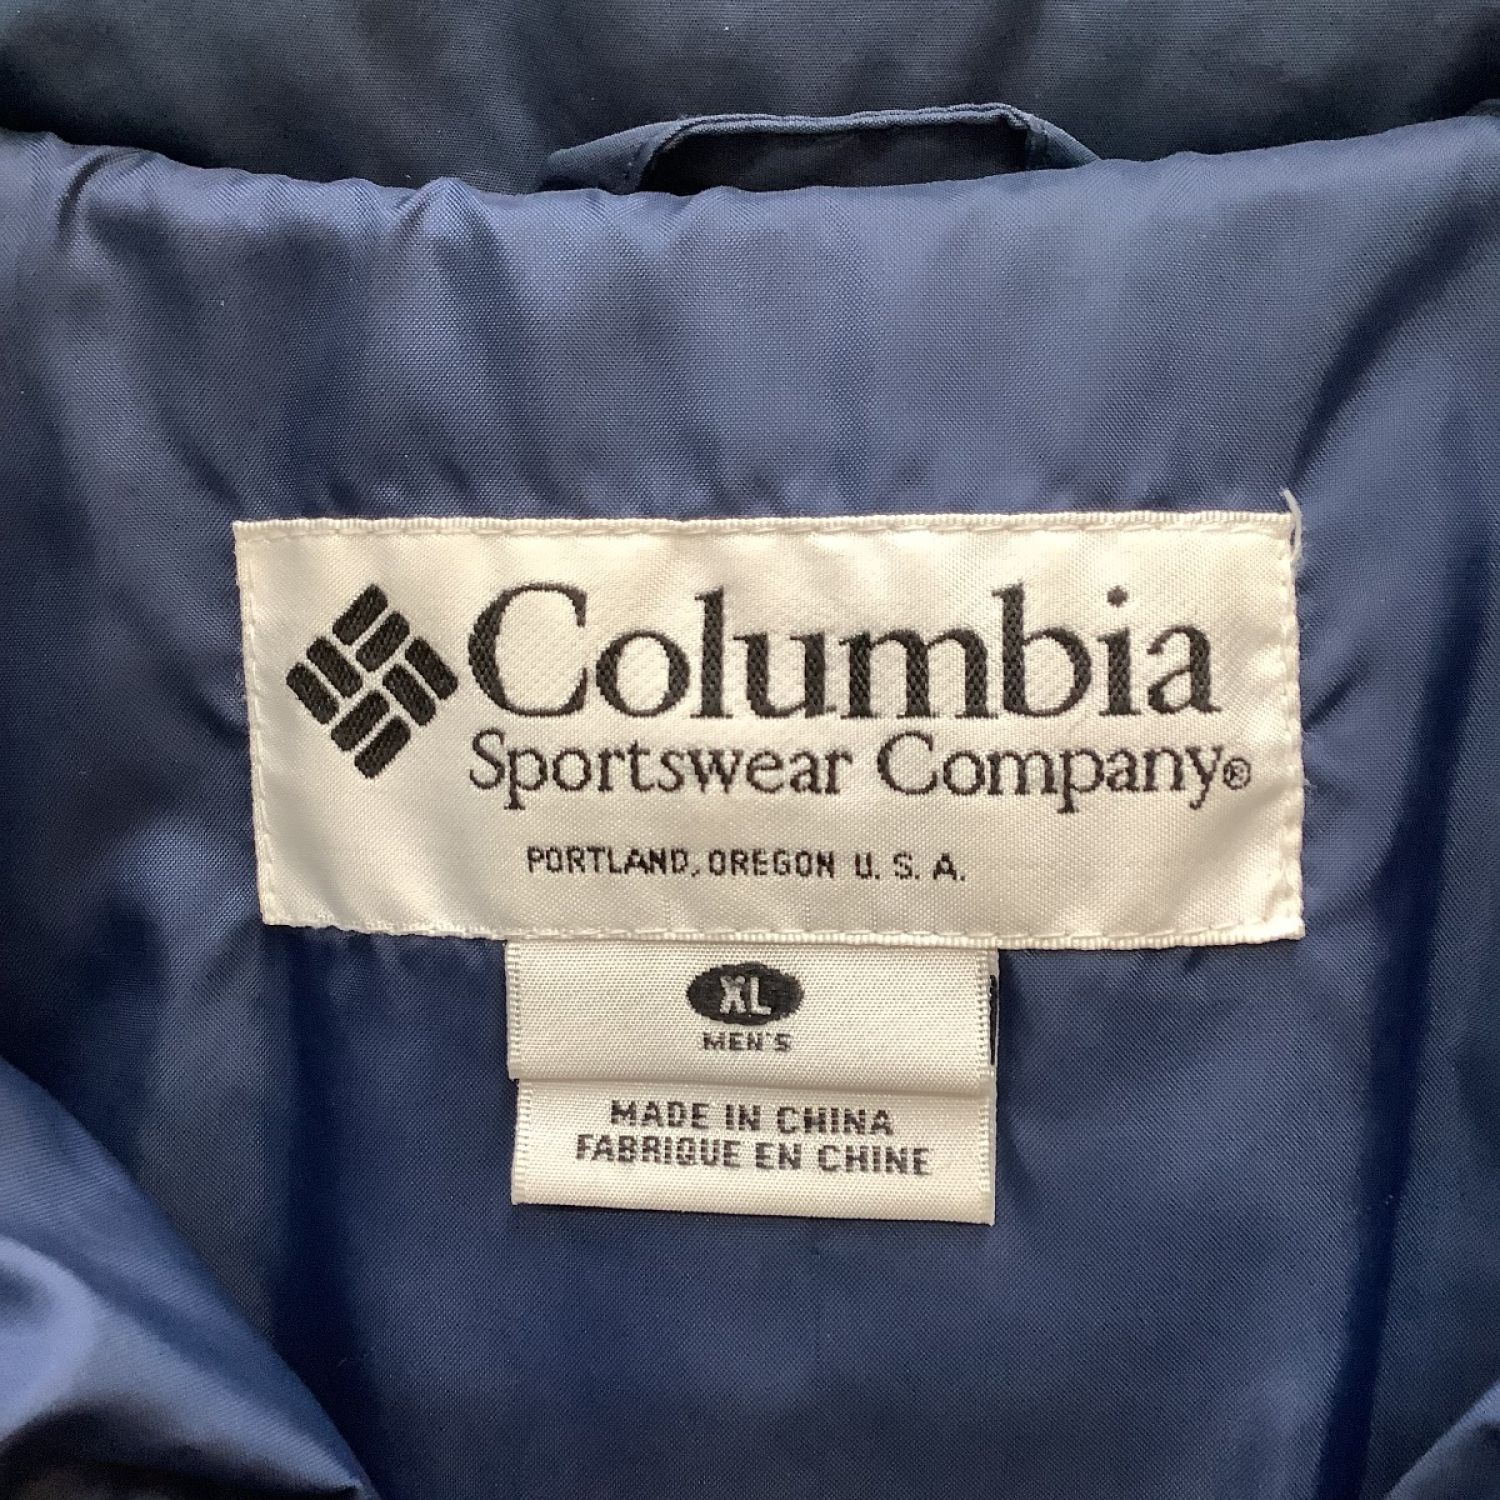 Columbia
Sportswear Company®
PORTLAND, OREGON U. S. A.
XL
MEN'S
MADE IN CHINA
FABRIQUE EN CHINE